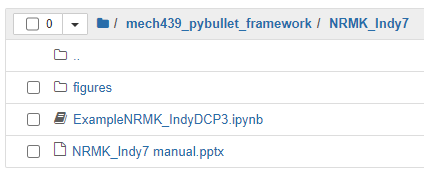 0 / mech439_pybullet_framework / NRMK_Indy7
..
figures
ExampleNRMK_IndyDCP3.ipynb
NRMK_Indy7 manual.pptx